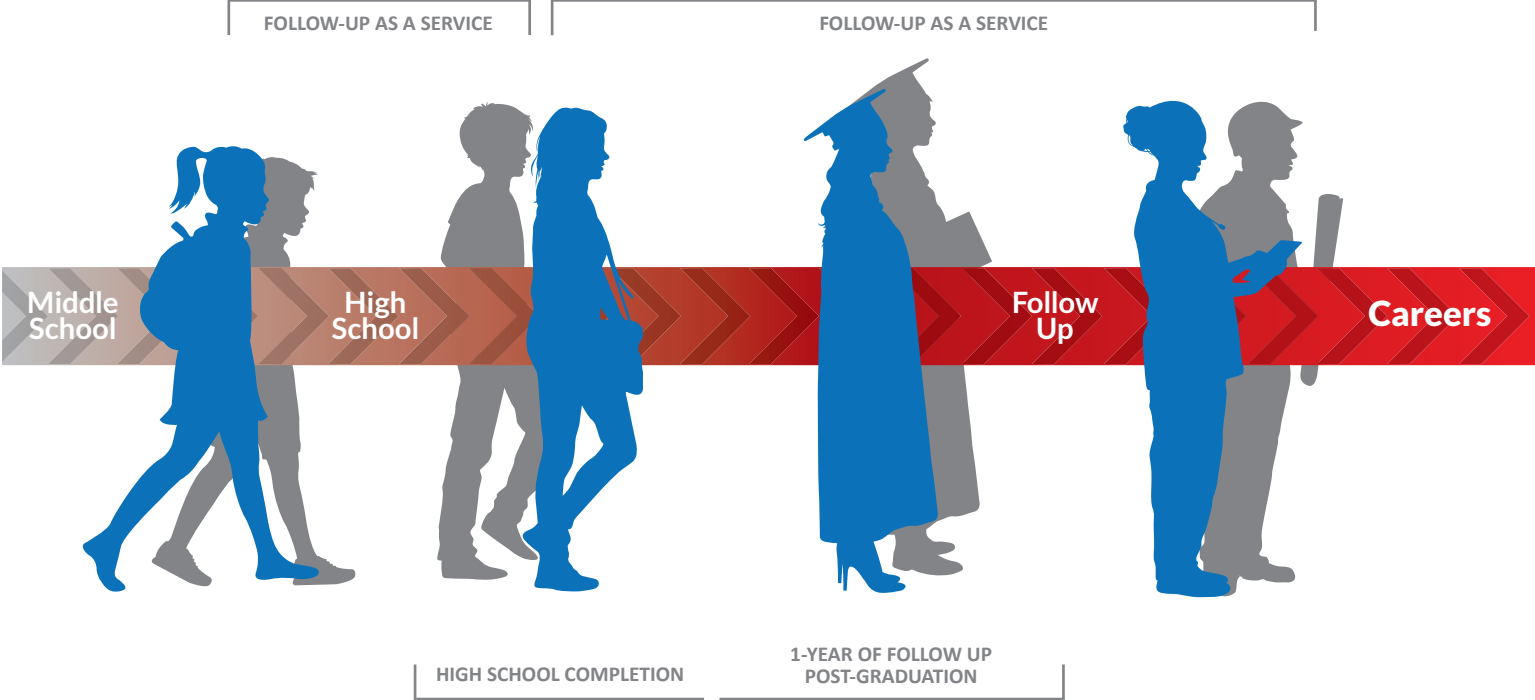 FOLLOW-UP AS A SERVICE
FOLLOW-UP AS A SERVICE
Middle
School
High
School
Follow
Up
Careers
HIGH SCHOOL COMPLETION
1-YEAR OF FOLLOW UP
POST-GRADUATION